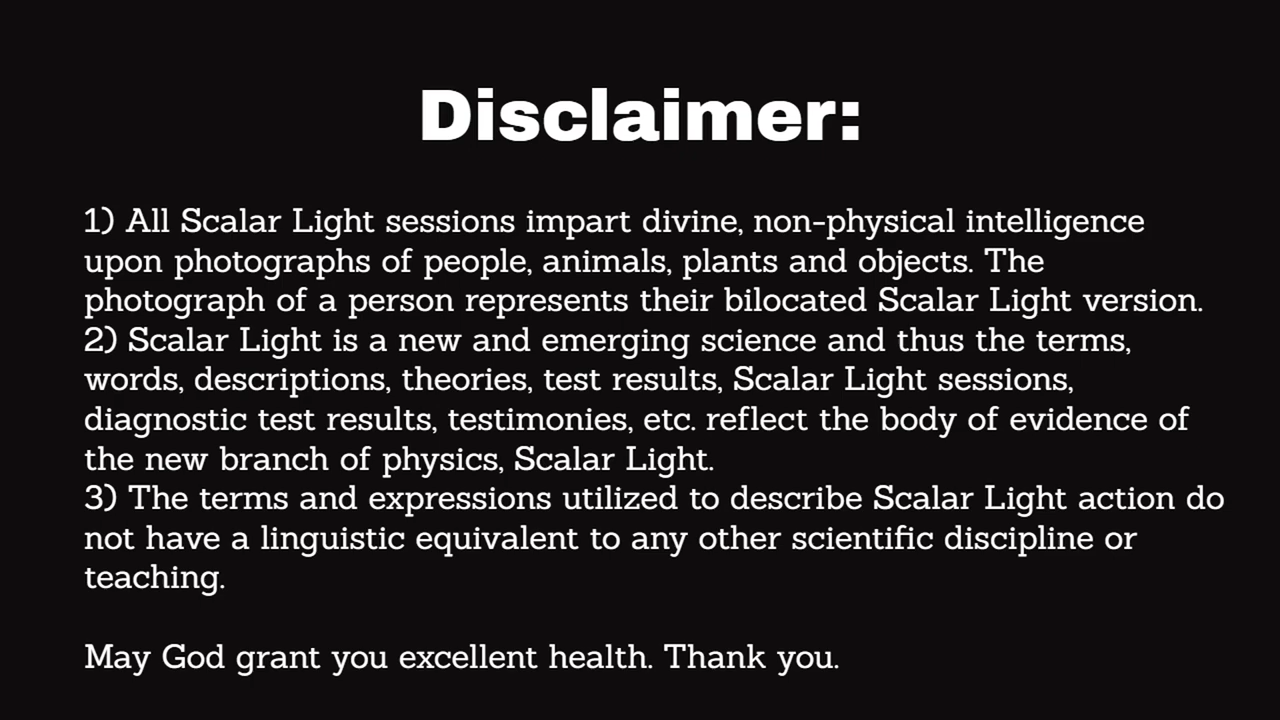 Disclaimer:
1) All Scalar Light sessions impart divine, non-physical intelligence
upon photographs of people, animals, plants and objects. The
photograph of a person represents their bilocated Scalar Light version.
2) Scalar Light is a new and emerging science and thus the terms,
words, descriptions, theories, test results, Scalar Light sessions,
diagnostic test results, testimonies, etc. reflect the body of evidence of
the new branch of physics, Scalar Light.
3) The terms and expressions utilized to describe Scalar Light action do
not have a linguistic equivalent to any other scientific discipline or
teaching.
May God grant you excellent health. Thank you.